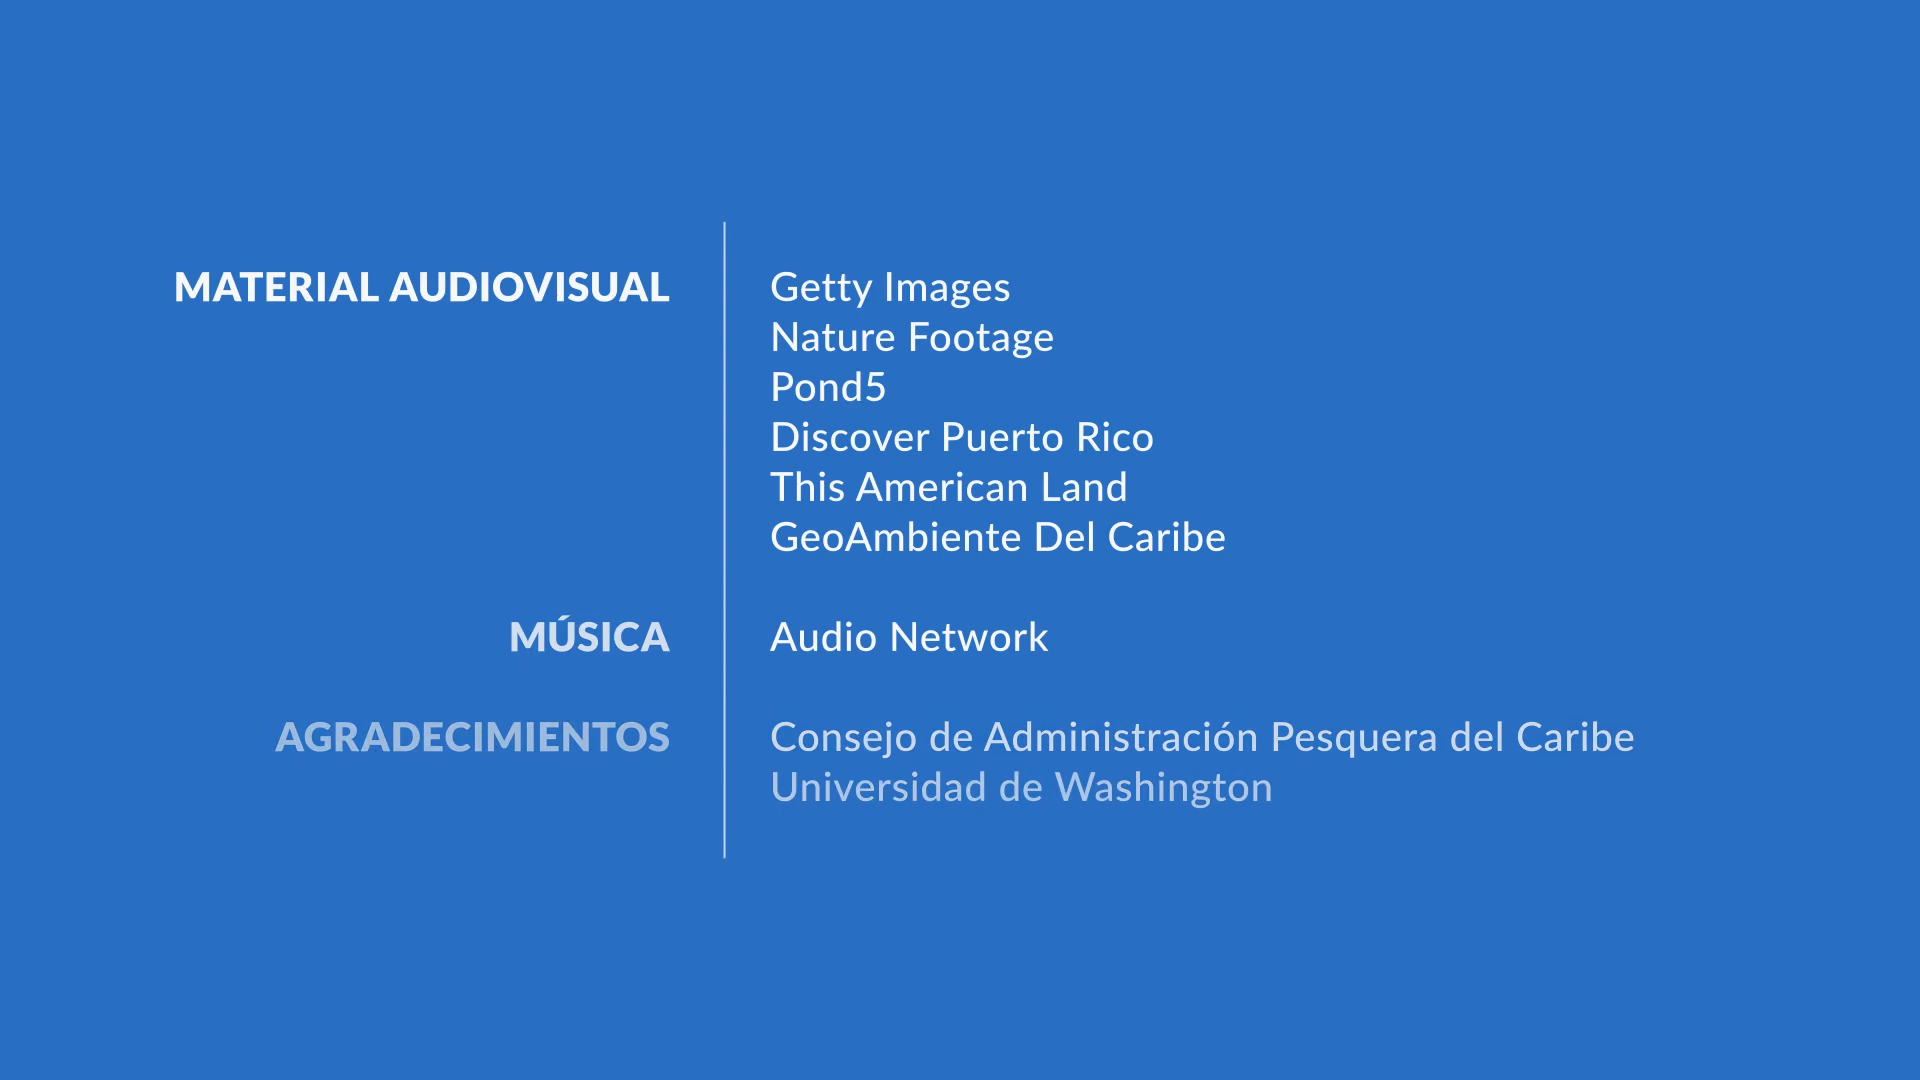 MATERIAL AUDIOVISUAL
Getty Images
Nature Footage
Pond5
Discover Puerto Rico
This American Land
GeoAmbiente Del Caribe
MÚSICA
Audio Network
AGRADECIMIENTOS
Consejo de Administración Pesquera del Caribe
Universidad de Washington